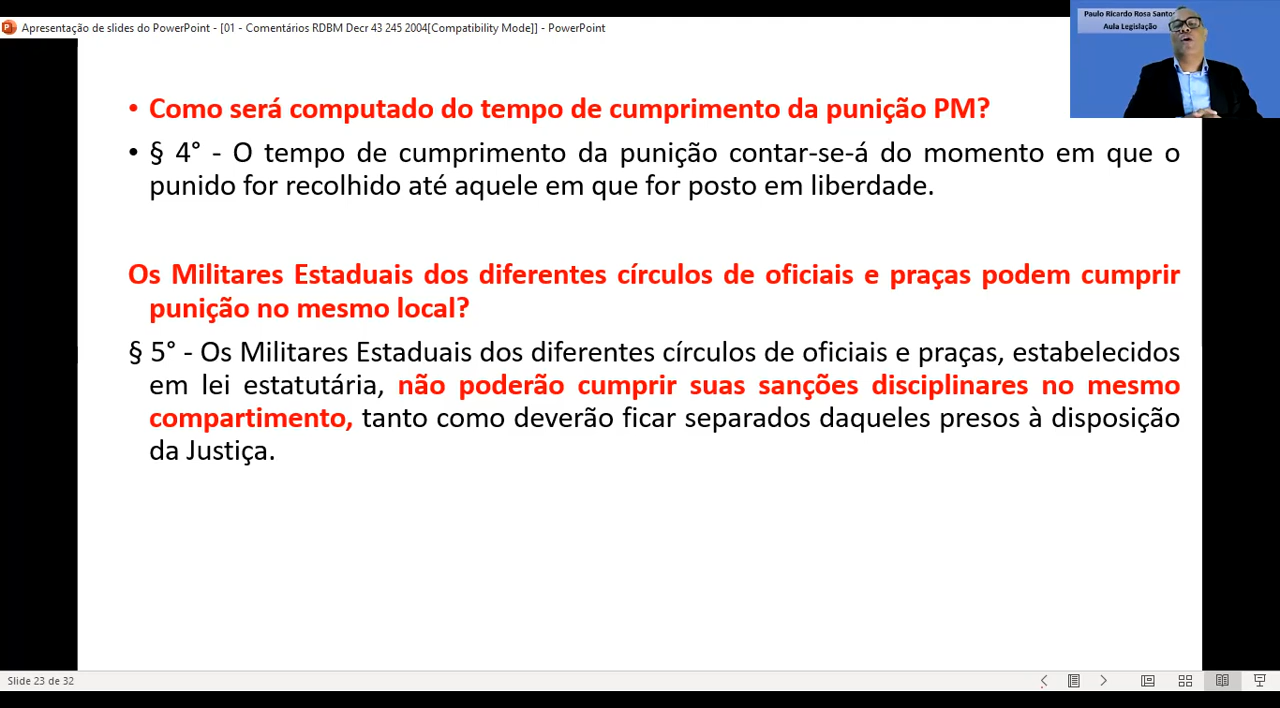 Apresentação de slides do PowerPoint - [01 - Comentários RDBM Decr 43 245 2004[Compatibility Mode]] - PowerPoint
Paulo Ricardo Rosa Santos
Aula Legislação
• Como será computado do tempo de cumprimento da punição PM?
• § 4° - O tempo de cumprimento da punição contar-se-á do momento em que o
punido for recolhido até aquele em que for posto em liberdade.
Os Militares Estaduais dos diferentes círculos de oficiais e praças podem cumprir
punição no mesmo local?
§ 5° - Os Militares Estaduais dos diferentes círculos de oficiais e praças, estabelecidos
em lei estatutária, não poderão cumprir suas sanções disciplinares no mesmo
compartimento, tanto como deverão ficar separados daqueles presos à disposição
da Justiça.
Slide 23 de 32